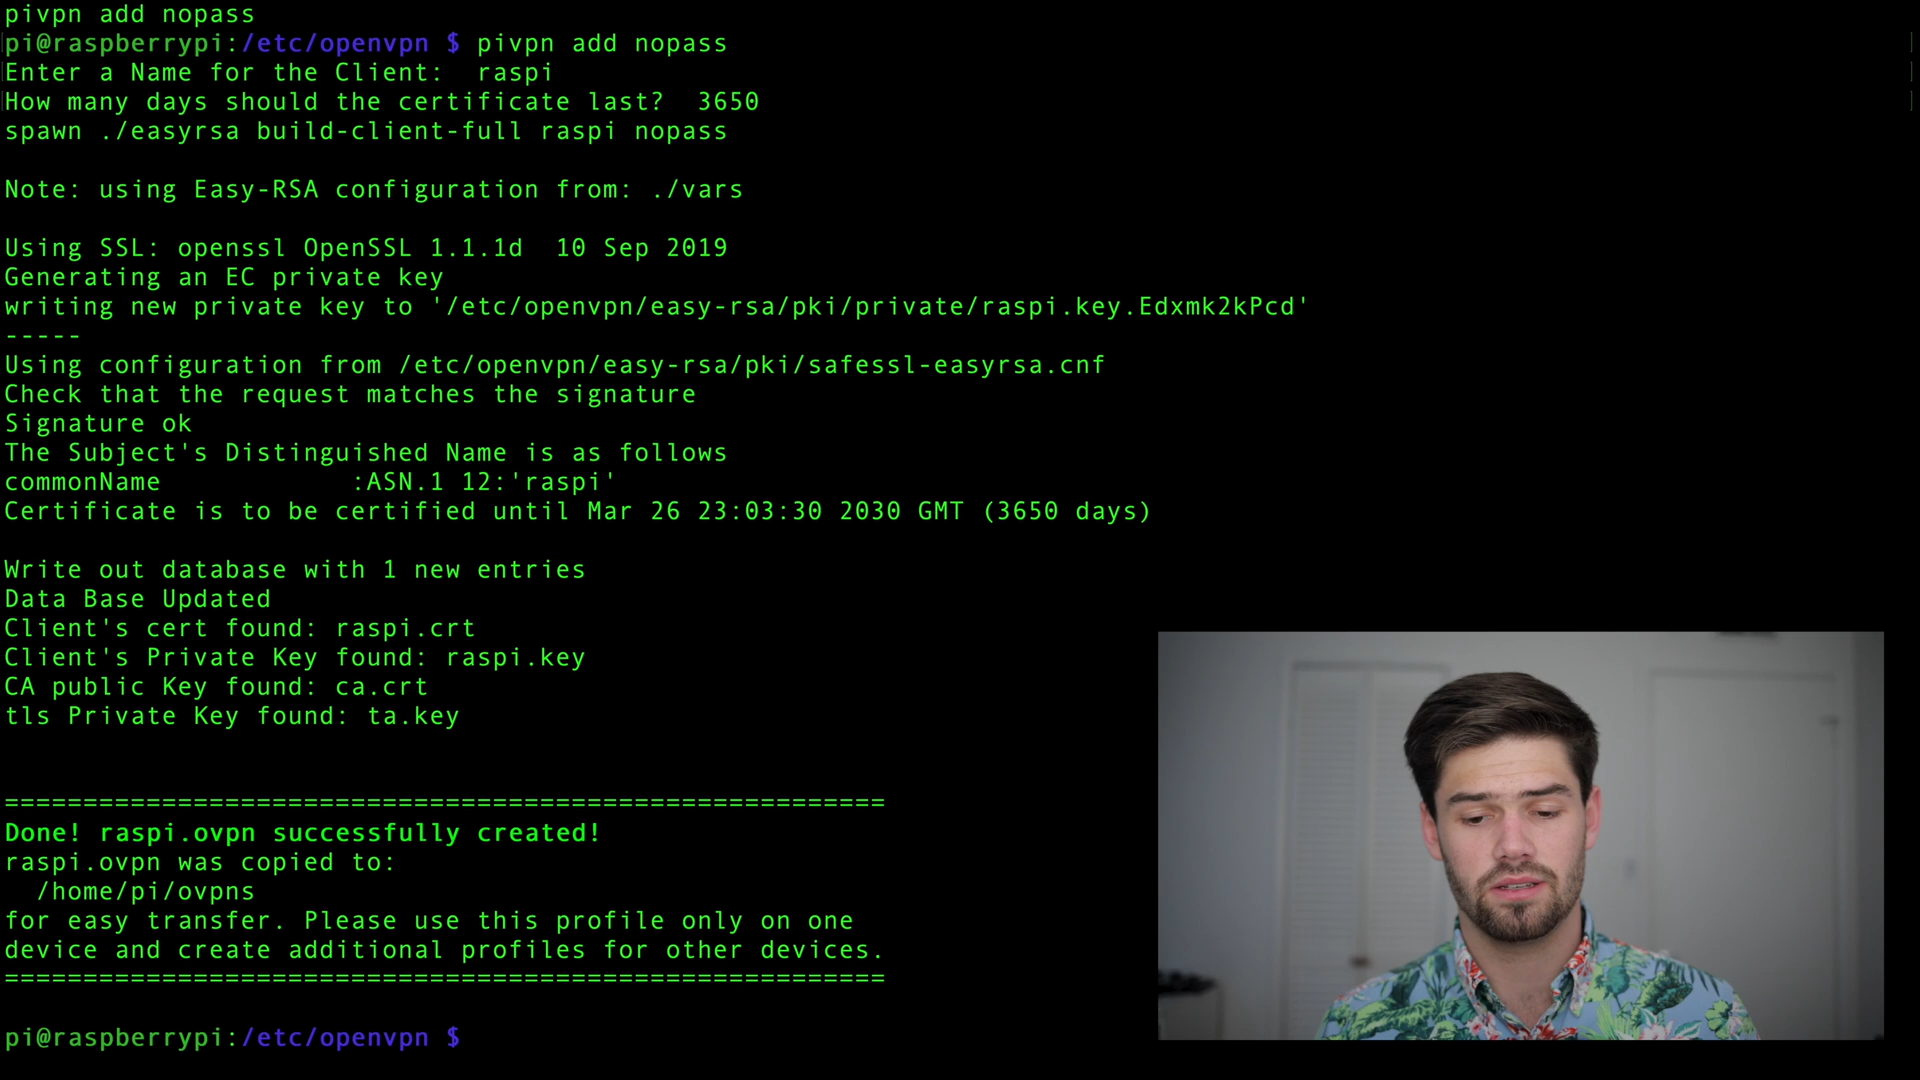 pivpn add nopass
pi@raspberrypi:/etc/openvpn $ pivpn add nopass
Enter a Name for the Client:  raspi
How many days should the certificate last?  3650
spawn ./easyrsa build-client-full raspi nopass
Note: using Easy-RSA configuration from: ./vars
Using SSL: openssl OpenSSL 1.1.1d  10 Sep 2019
Generating an EC private key
writing new private key to '/etc/openvpn/easy-rsa/pki/private/raspi.key.Edxmk2kPcd'
-----
Using configuration from /etc/openvpn/easy-rsa/pki/safessl-easyrsa.cnf
Check that the request matches the signature
Signature ok
The Subject's Distinguished Name is as follows
commonName            :ASN.1 12:'raspi'
Certificate is to be certified until Mar 26 23:03:30 2030 GMT (3650 days)
Write out database with 1 new entries
Data Base Updated
Client's cert found: raspi.crt
Client's Private Key found: raspi.key
CA public Key found: ca.crt
tls Private Key found: ta.key
========================================================
Done! raspi.ovpn successfully created!
raspi.ovpn was copied to:
  /home/pi/ovpns
for easy transfer. Please use this profile only on one
device and create additional profiles for other devices.
========================================================
pi@raspberrypi:/etc/openvpn $